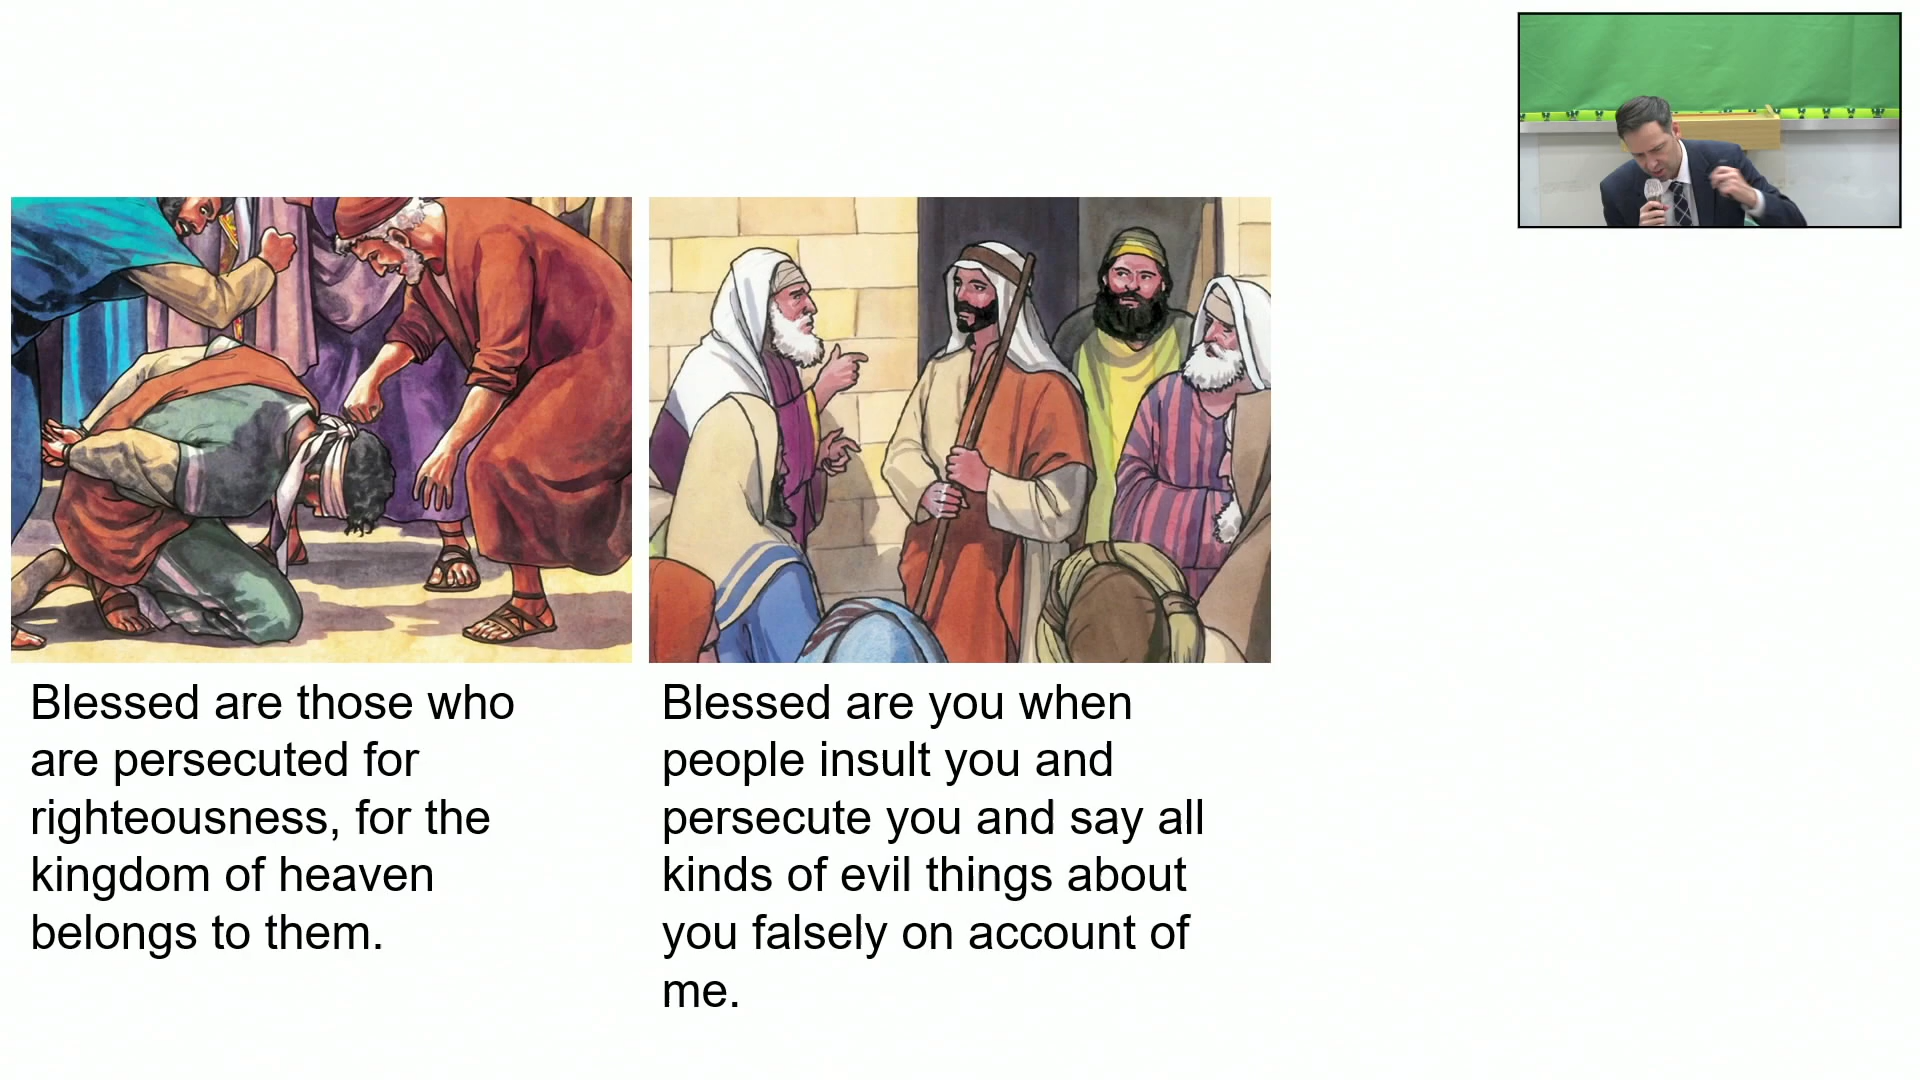 Blessed are those who
are persecuted for
righteousness, for the
kingdom of heaven
belongs to them.
Blessed are you when
people insult you and
persecute you and say all
kinds of evil things about
you falsely on account of
me.